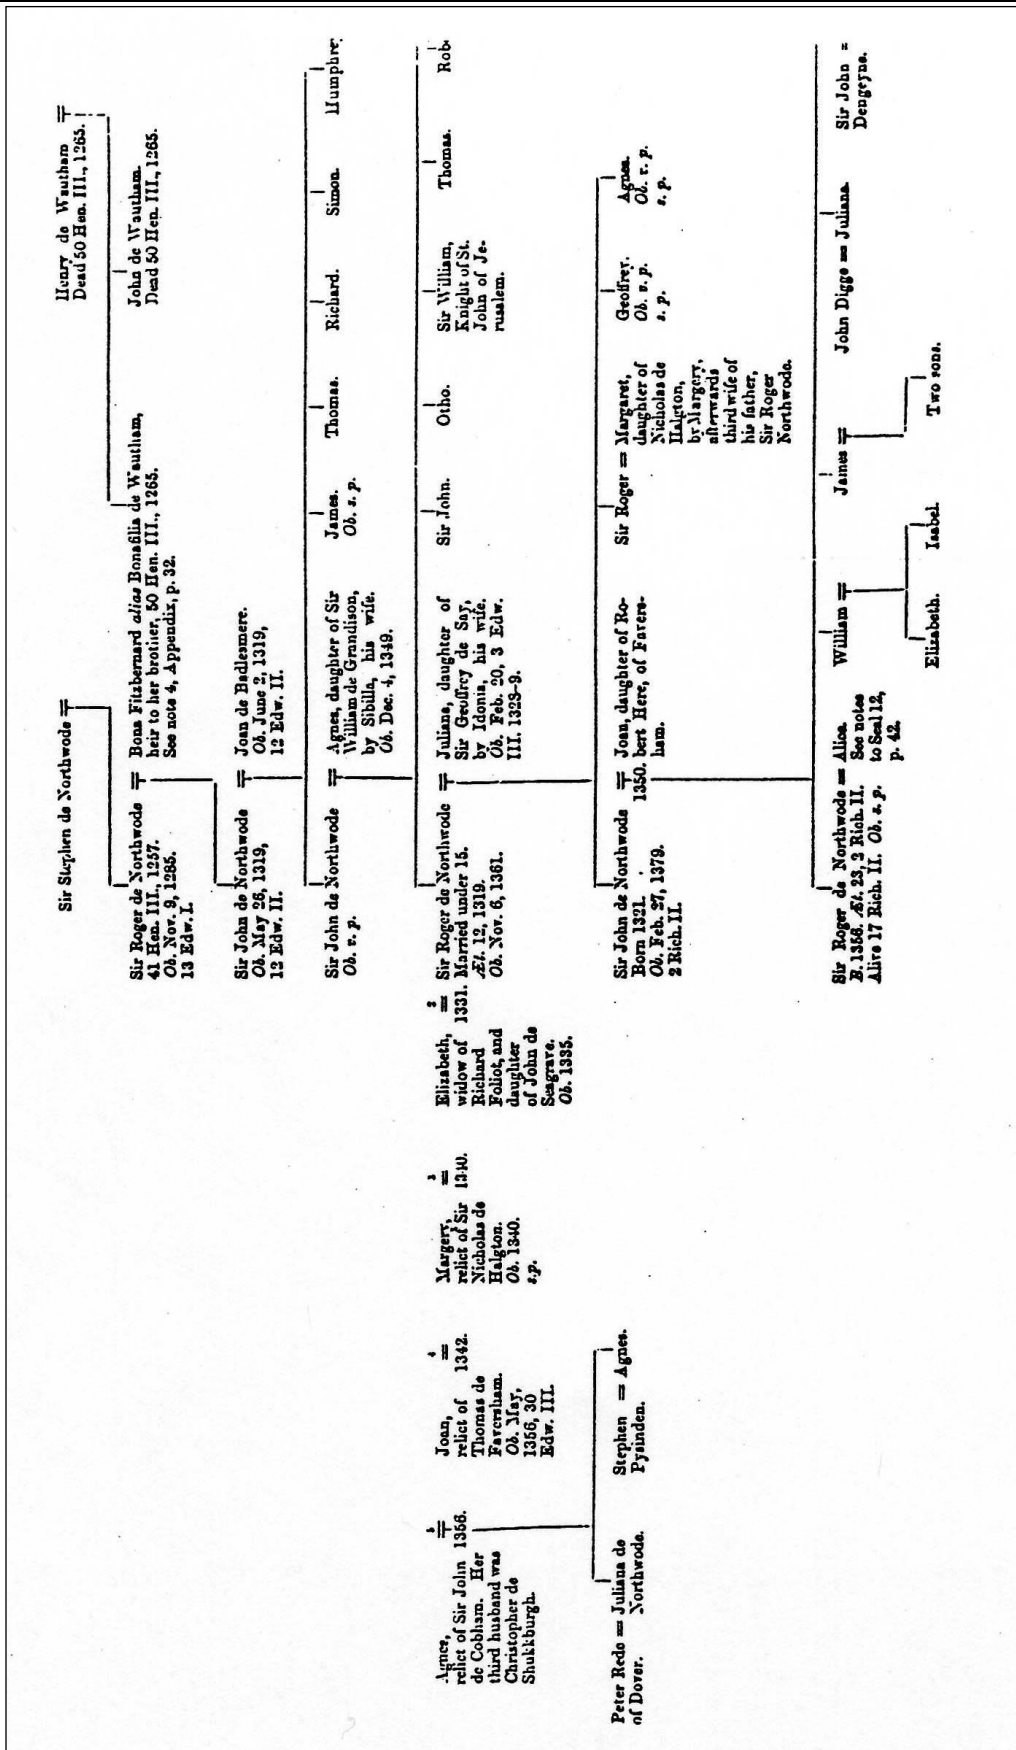 Sir Stephen de Northwode
Henry de Wautham
Dead 50 Hen. III., 1265.
Sir Roger de Northwode
41 Hen. III., 1257.
Ob. Nov. 9, 1285.
13 Edw. I.
Bona Fitzbernard alias Bonafilia de Wautham,
heir to her brother, 50 Hen. III., 1265.
See note 4, Appendix, p. 32.
John de Wautham.
Dead 50 Hen. III., 1265.
Sir John de Northwode
Ob. May 26, 1319,
12 Edw. II.
Joan de Badlesmere.
Ob. June 2, 1319,
12 Edw. II.
Sir John de Northwode
Ob. v. p.
Agnes, daughter of Sir
William de Grandison,
by Sibilla, his wife.
Ob. Dec. 4, 1349.
James.
Ob. s. p.
Thomas.
Richard.
Simon.
Humphrey
Agnes,
relict of Sir John
de Cobham. Her
third husband was
Christopher de
Shukkburgh.
5
=
1356.
Joan,
relict of
Thomas de
Faversham.
Ob. May,
1356, 30
Edw. III.
4
=
1342.
Margery,
relict of Sir
Nicholas de
Halgton.
Ob. 1340.
s.p.
3
=
1340.
Elizabeth,
widow of
Richard
Foliot, and
daughter
of John de
Seagrave.
Ob. 1335.
2
=
1331.
Sir Roger de Northwode
Married under 15.
Æt. 12, 1319.
Ob. Nov. 6, 1361.
Juliana, daughter of
Sir Geoffrey de Say,
by Idonia, his wife.
Ob. Feb. 20, 3 Edw.
III. 1328-9.
Sir John.
Otho.
Sir William,
Knight of St.
John of Je-
rusalem.
Thomas.
Rob
Peter Rede = Juliana de
of Dover. Northwode.
Stephen = Agnes.
Pysinden.
Sir John de Northwode
Born 1321.
Ob. Feb. 27, 1379.
2 Rich. II.
1350.
Joan, daughter of Ro-
bert Here, of Favers-
ham.
Sir Roger = Margaret,
daughter of
Nicholas de
Halgton,
by Margery,
afterwards
third wife of
his father,
Sir Roger
Northwode.
Geoffrey.
Ob. v. p.
s. p.
Agnes.
Ob. v. p.
s. p.
Sir Roger de Northwode = Alice.
B. 1356. Æt. 23, 2 Rich. II. See notes
Alive 17 Rich. II. Ob. s. p. to Seal 12,
p. 42.
William
James
John Digge = Juliana.
Sir John =
Dengeyne.
Elizabeth.
Isabel.
Two sons.